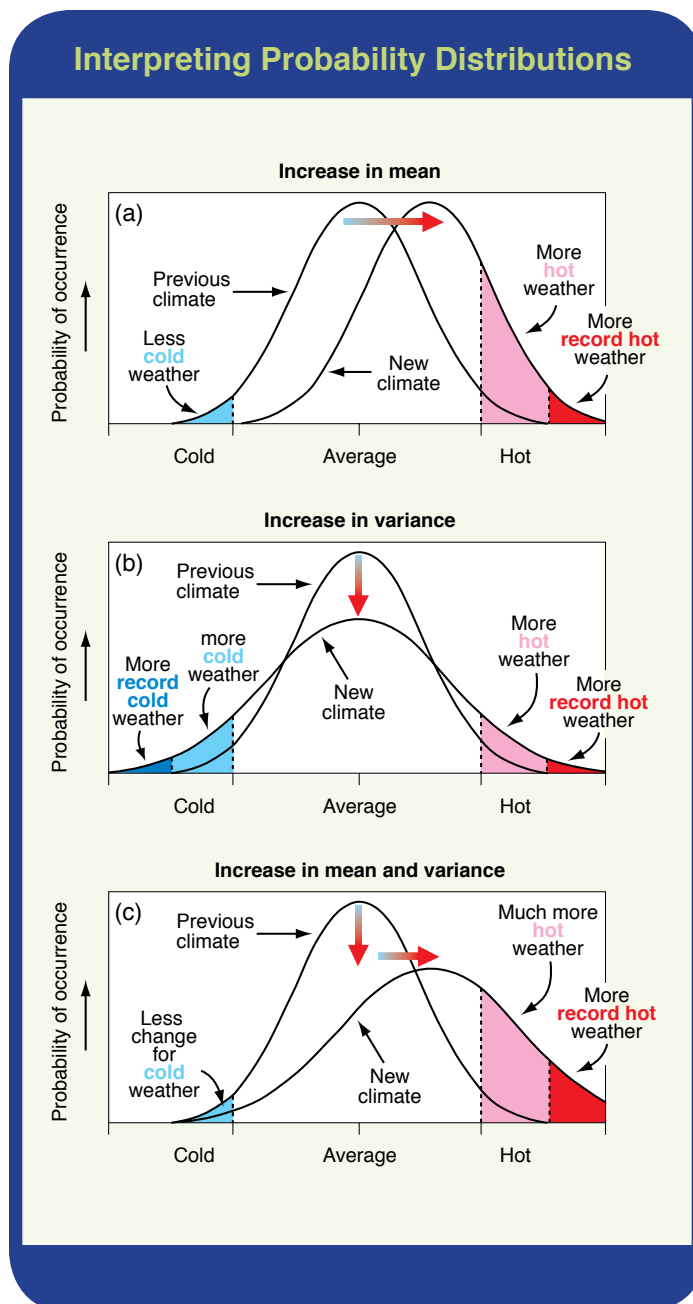 Interpreting Probability Distributions
Increase in mean
(a)
Probability of occurrence
Previous
climate
Less
cold
weather
New
climate
More
hot
weather
More
record hot
weather
Cold
Average
Hot
Increase in variance
(b)
Probability of occurrence
Previous
climate
more
cold
weather
More
record
cold
weather
New
climate
More
hot
weather
More
record hot
weather
Cold
Average
Hot
Increase in mean and variance
(c)
Probability of occurrence
Previous
climate
Less
change
for
cold
weather
New
climate
Much more
hot
weather
More
record hot
weather
Cold
Average
Hot